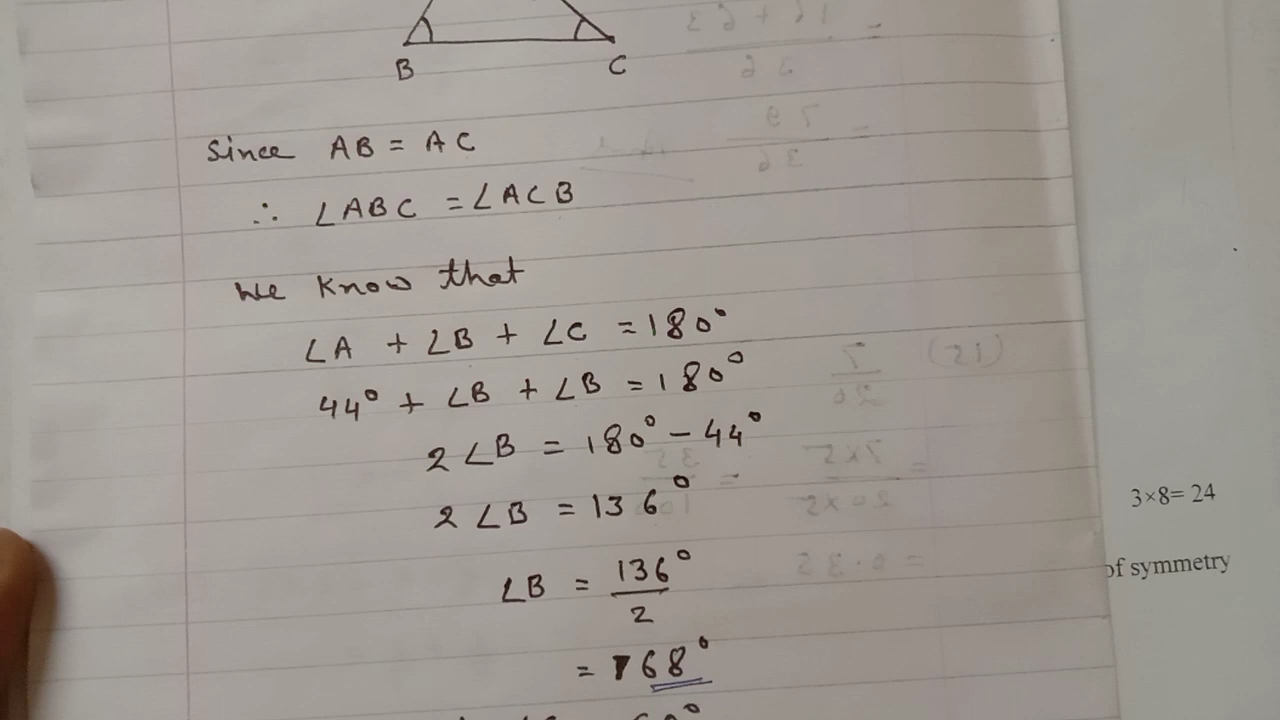 B C
Since AB = AC
∴ ∠ABC = ∠ACB
We know that
∠A + ∠B + ∠C = 180°
44° + ∠B + ∠B = 180°
2∠B = 180° - 44°
2∠B = 136°
∠B = 136° / 2
= 68°
3×8= 24
of symmetry